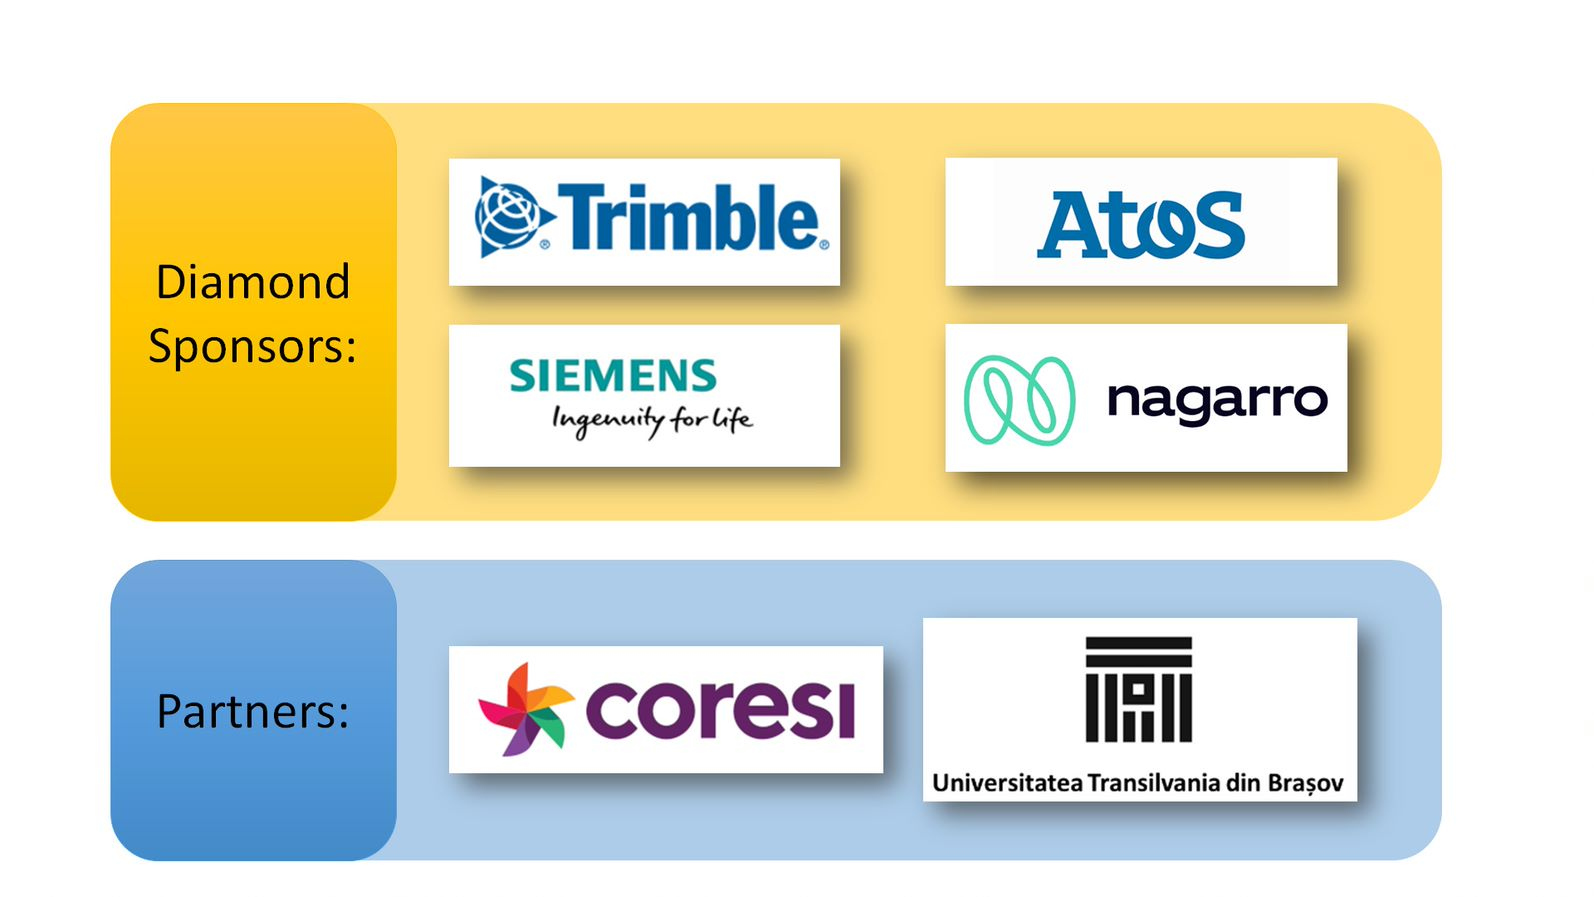 Diamond
Sponsors:
Trimble
Atos
SIEMENS
Ingenuity for life
nagarro
Partners:
coresi
Universitatea Transilvania din Brașov